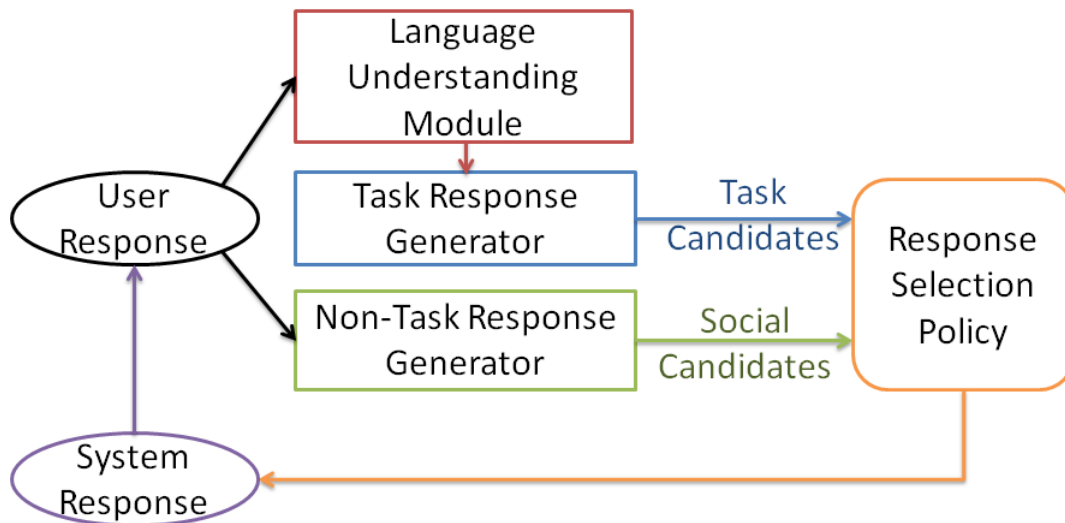 Language
Understanding
Module
User
Response
Task Response
Generator
Task
Candidates
Response
Selection
Policy
Non-Task Response
Generator
Social
Candidates
System
Response